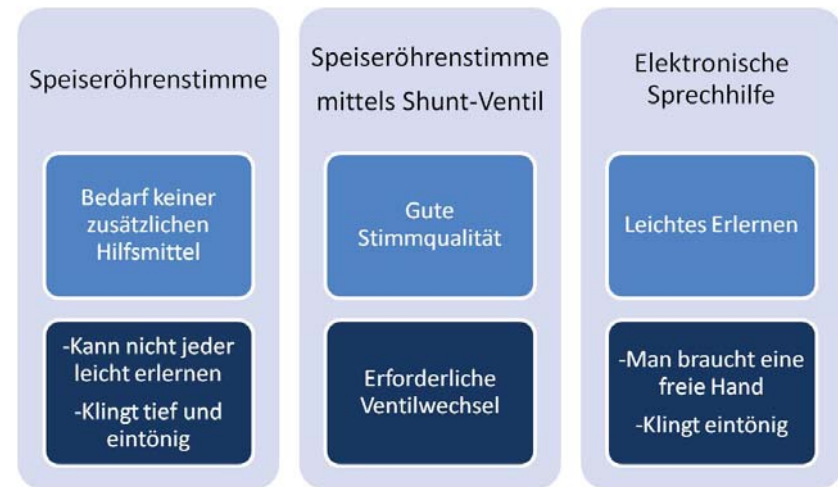 Speiseröhrenstimme
Bedarf keiner
zusätzlichen
Hilfsmittel
-Kann nicht jeder
leicht erlernen
-Klingt tief und
eintönig
Speiseröhrenstimme
mittels Shunt-Ventil
Gute
Stimmqualität
Erforderliche
Ventilwechsel
Elektronische
Sprechhilfe
Leichtes Erlernen
-Man braucht eine
freie Hand
-Klingt eintönig